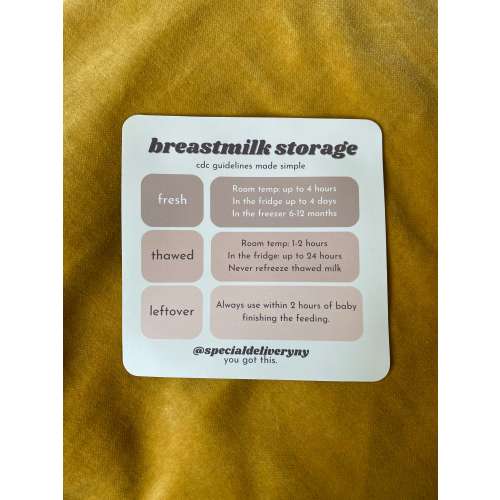 breastmilk storage
cdc guidelines made simple
fresh
Room temp: up to 4 hours
In the fridge up to 4 days
In the freezer 6-12 months
thawed
Room temp: 1-2 hours
In the fridge: up to 24 hours
Never refreeze thawed milk
leftover
Always use within 2 hours of baby
finishing the feeding.
@specialdeliveryny
you got this.